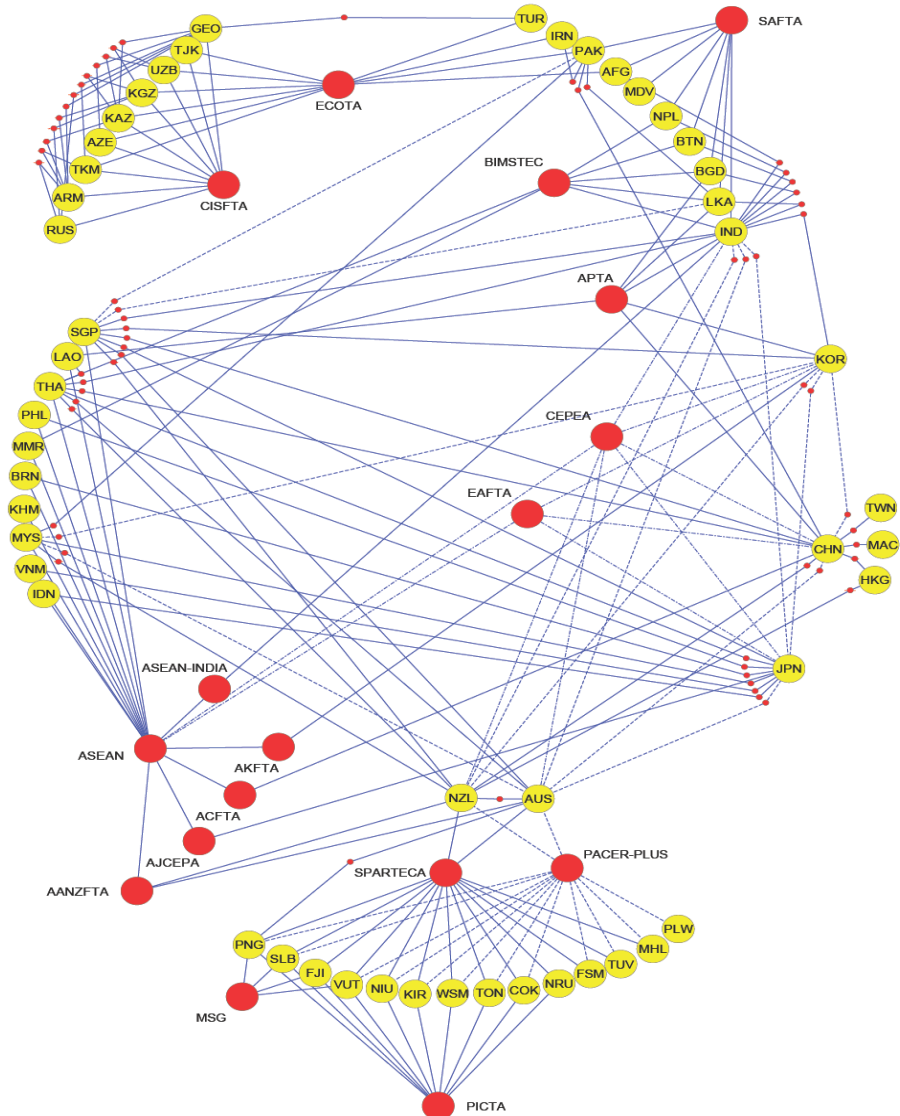 TUR
SAFTA
GEO
IRN
TJK
PAK
UZB
AFG
KGZ
ECOTA
MDV
KAZ
NPL
AZE
BTN
TKM
BIMSTEC
BGD
ARM
CISFTA
LKA
RUS
IND
APTA
SGP
LAO
KOR
THA
PHL
CEPEA
MMR
BRN
EAFTA
KHM
TWN
MYS
CHN
MAC
VNM
HKG
IDN
ASEAN-INDIA
JPN
ASEAN
AKFTA
NZL
AUS
ACFTA
AJCEPA
PACER-PLUS
SPARTECA
AANZFTA
PLW
PNG
MHL
SLB
TUV
FJI
FSM
VUT
NRU
NIU
KIR
WSM
TON
COK
MSG
PICTA